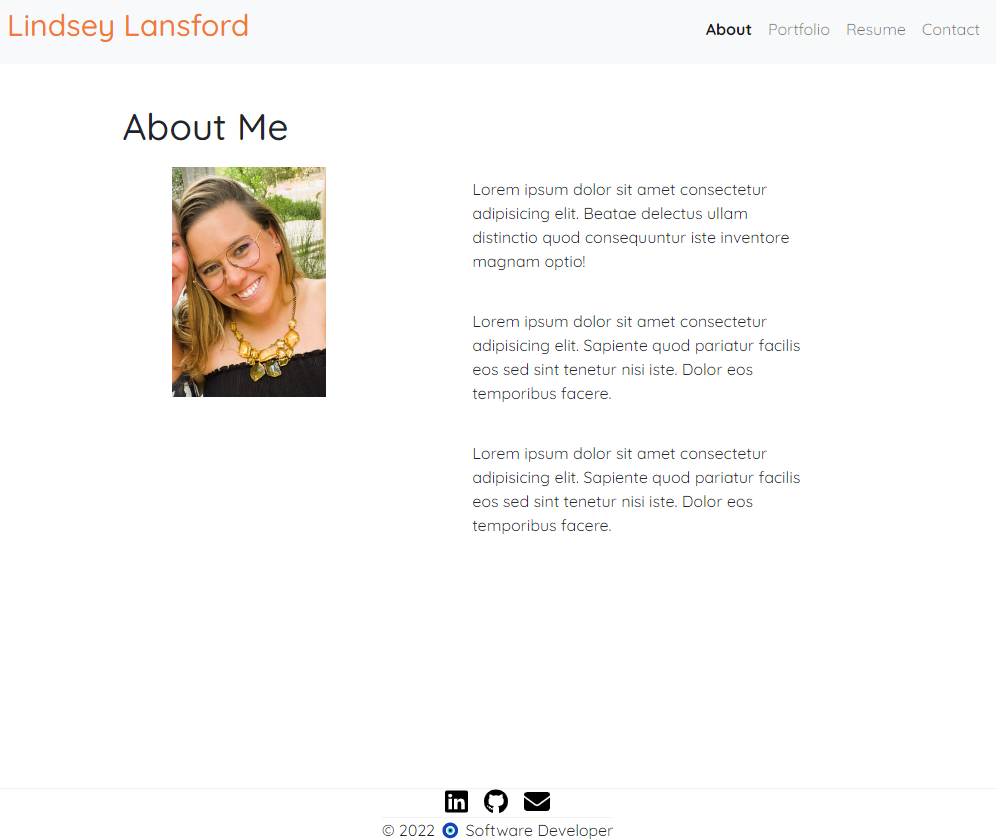 Lindsey Lansford
About Portfolio Resume Contact
About Me
Lorem ipsum dolor sit amet consectetur
adipisicing elit. Beatae delectus ullam
distinctio quod consequuntur iste inventore
magnam optio!
Lorem ipsum dolor sit amet consectetur
adipisicing elit. Sapiente quod pariatur facilis
eos sed sint tenetur nisi iste. Dolor eos
temporibus facere.
Lorem ipsum dolor sit amet consectetur
adipisicing elit. Sapiente quod pariatur facilis
eos sed sint tenetur nisi iste. Dolor eos
temporibus facere.
in
© 2022 🧿 Software Developer